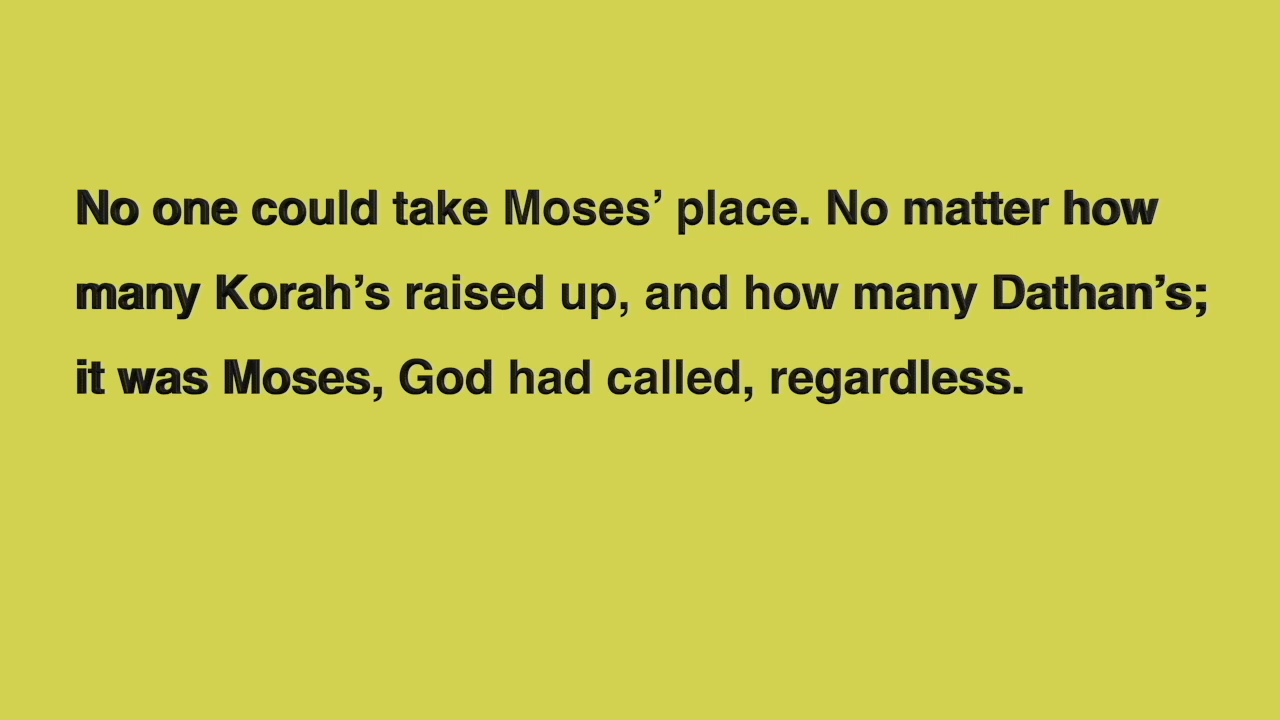 No one could take Moses’ place. No matter how
many Korah’s raised up, and how many Dathan’s;
it was Moses, God had called, regardless.